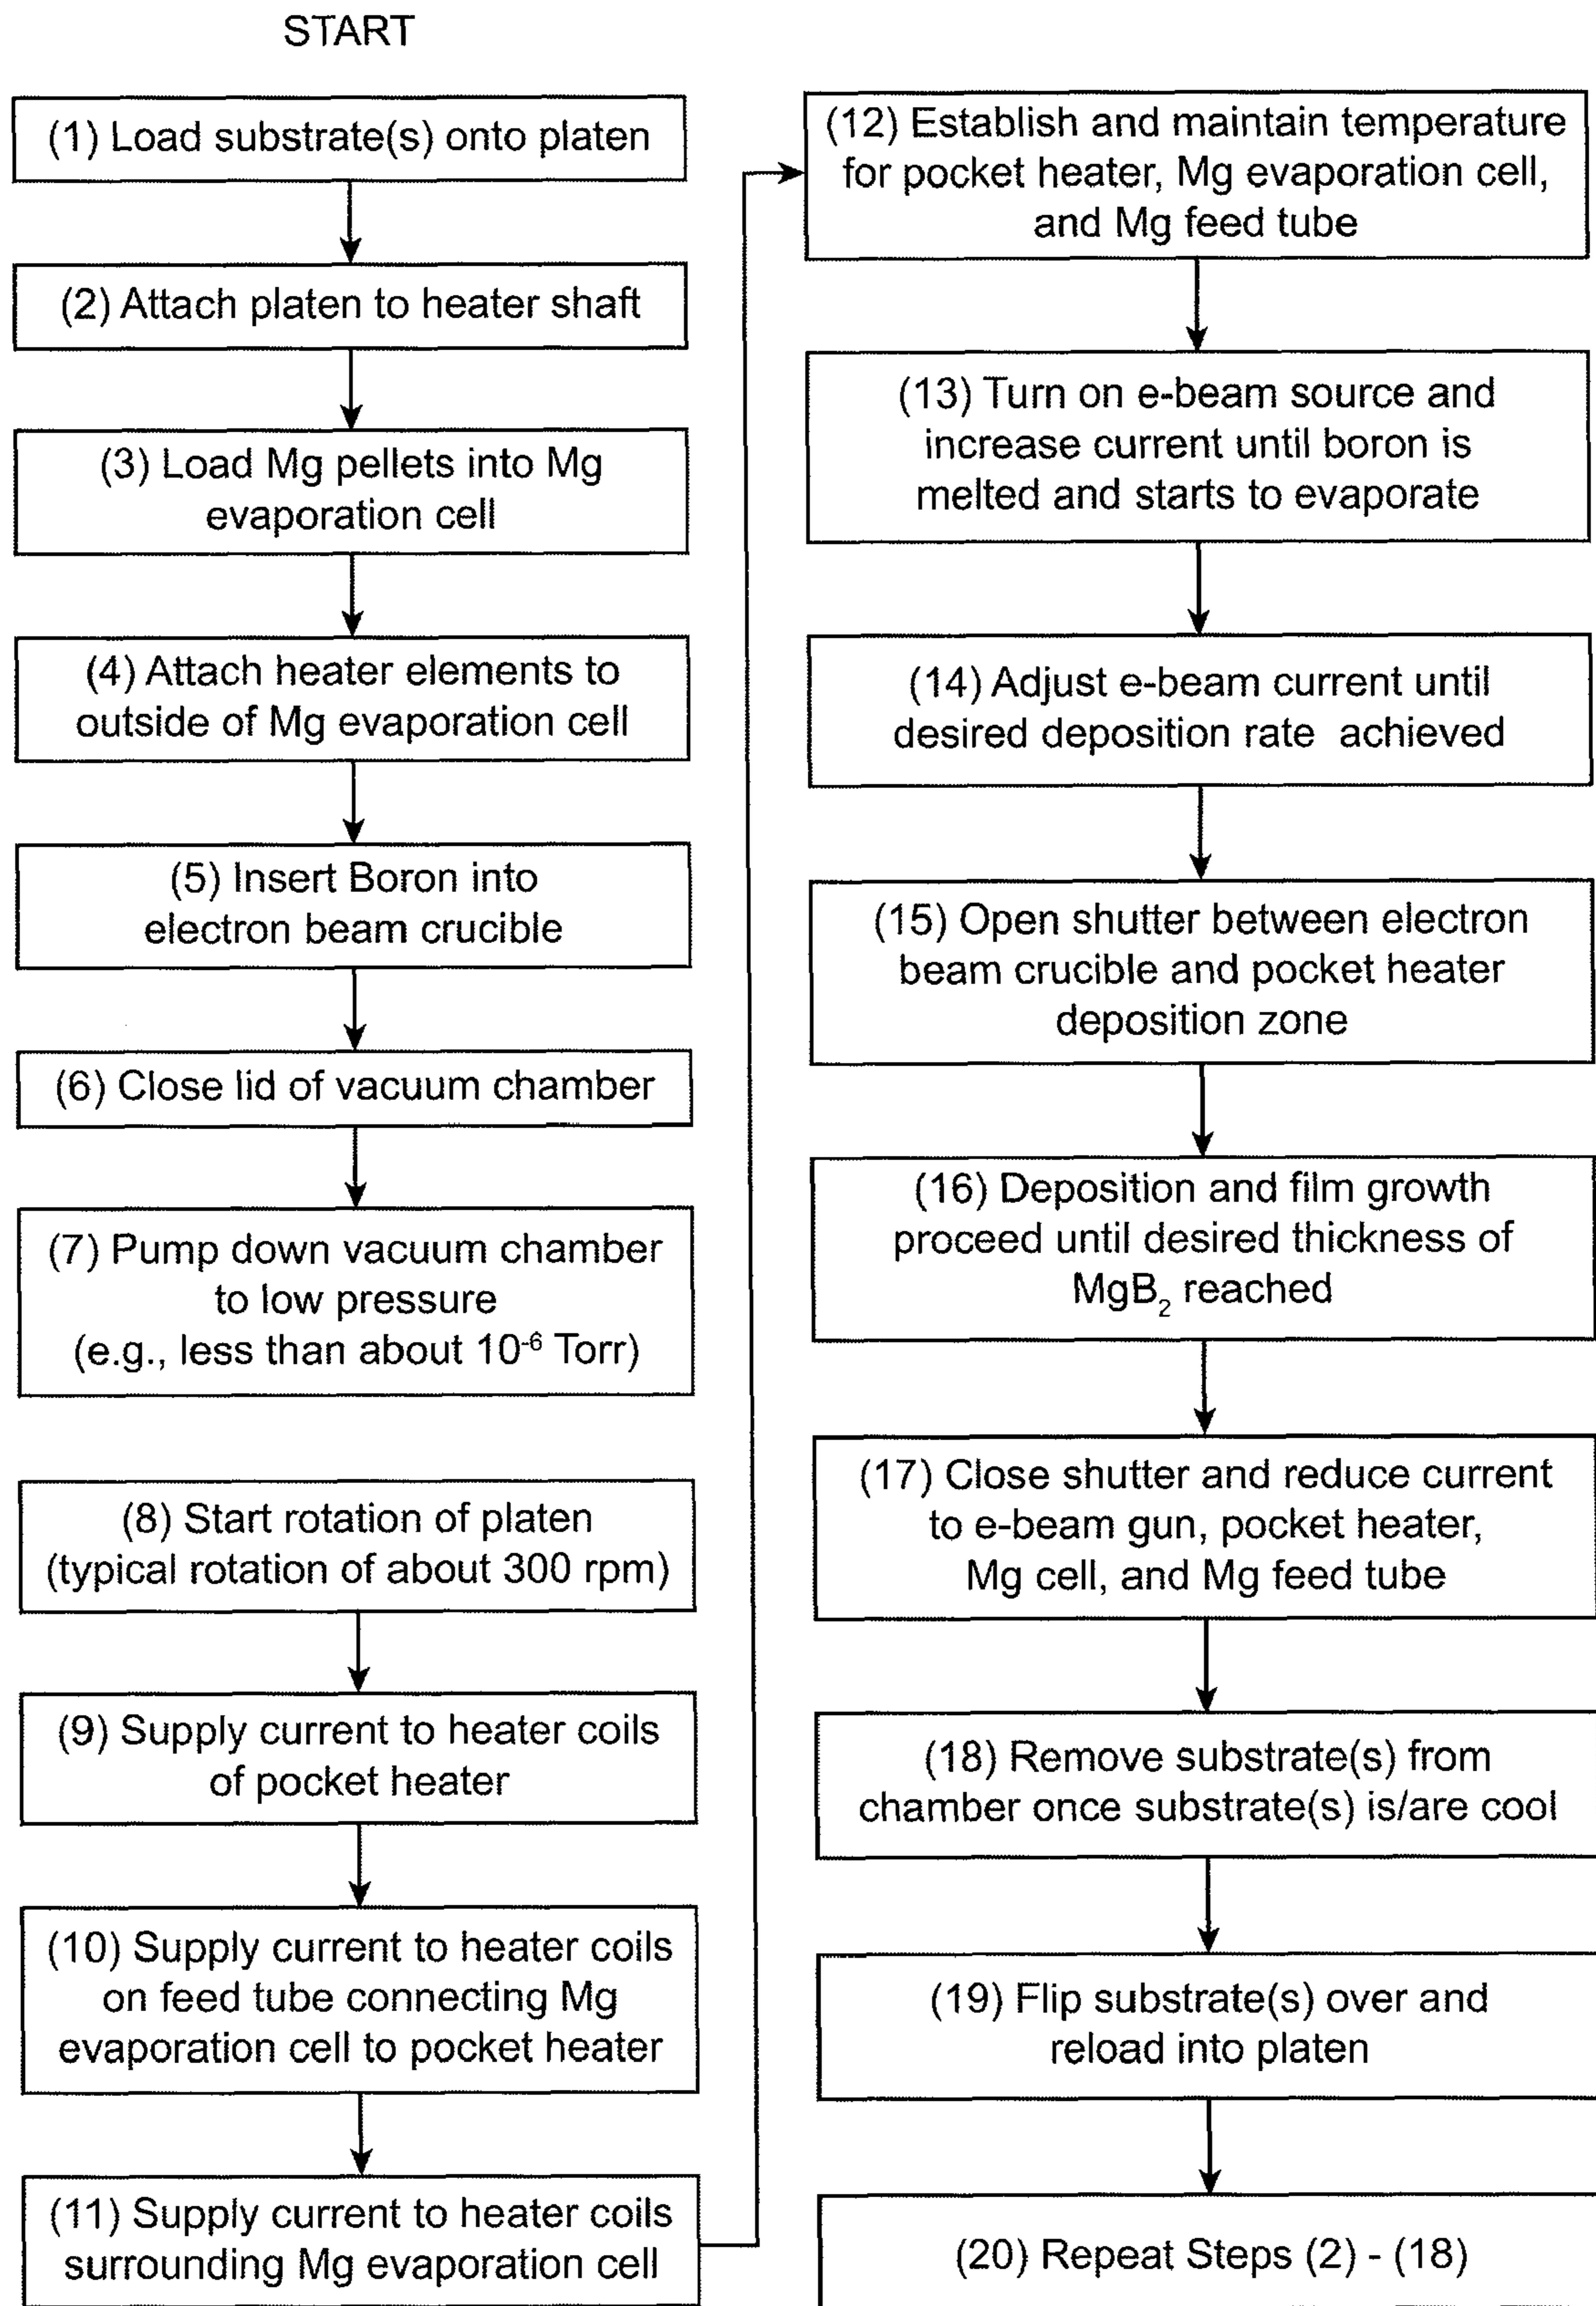 START
(1) Load substrate(s) onto platen
(2) Attach platen to heater shaft
(3) Load Mg pellets into Mg
evaporation cell
(4) Attach heater elements to
outside of Mg evaporation cell
(5) Insert Boron into
electron beam crucible
(6) Close lid of vacuum chamber
(7) Pump down vacuum chamber
to low pressure
(e.g., less than about 10⁻⁶ Torr)
(8) Start rotation of platen
(typical rotation of about 300 rpm)
(9) Supply current to heater coils
of pocket heater
(10) Supply current to heater coils
on feed tube connecting Mg
evaporation cell to pocket heater
(11) Supply current to heater coils
surrounding Mg evaporation cell
(12) Establish and maintain temperature
for pocket heater, Mg evaporation cell,
and Mg feed tube
(13) Turn on e-beam source and
increase current until boron is
melted and starts to evaporate
(14) Adjust e-beam current until
desired deposition rate achieved
(15) Open shutter between electron
beam crucible and pocket heater
deposition zone
(16) Deposition and film growth
proceed until desired thickness of
MgB₂ reached
(17) Close shutter and reduce current
to e-beam gun, pocket heater,
Mg cell, and Mg feed tube
(18) Remove substrate(s) from
chamber once substrate(s) is/are cool
(19) Flip substrate(s) over and
reload into platen
(20) Repeat Steps (2) - (18)